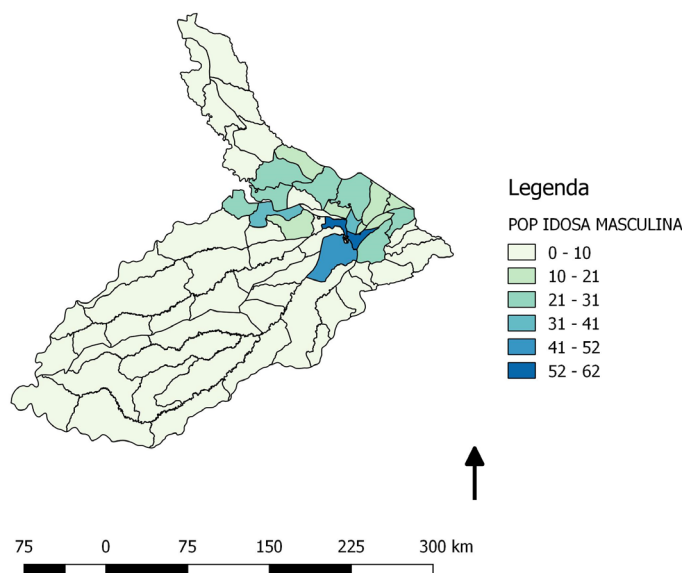 Legenda
POP IDOSA MASCULINA
0 - 10
10 - 21
21 - 31
31 - 41
41 - 52
52 - 62
75 0 75 150 225 300 km